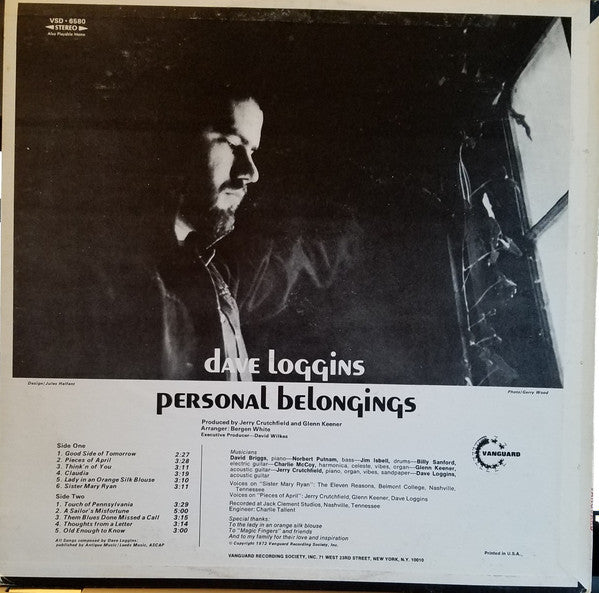 VSD - 6580
STEREO
Also Playable Mono
dave loggins
Design/Jules Halfant
Photo/Gerry Wood
personal belongings
Produced by Jerry Crutchfield and Glenn Keener
Arranger: Bergen White
Executive Producer—David Wilkes
Side One
1. Good Side of Tomorrow 2:27
2. Pieces of April 3:28
3. Think'n of You 3:11
4. Claudia 3:19
5. Lady in an Orange Silk Blouse 3:10
6. Sister Mary Ryan 3:11
Side Two
1. Touch of Pennsylvania 3:29
2. A Sailor's Misfortune 5:00
3. Them Blues Done Missed a Call 3:15
4. Thoughts from a Letter 3:14
5. Old Enough to Know 3:00
All Songs composed by Dave Loggins;
published by Antique Music/Leeds Music, ASCAP
Musicians
David Briggs, piano—Norbert Putnam, bass—Jim Isbell, drums—Billy Sanford,
electric guitar—Charlie McCoy, harmonica, celeste, vibes, organ—Glenn Keener,
acoustic guitar—Jerry Crutchfield, piano, organ, vibes, sandpaper—Dave Loggins,
acoustic guitar
Voices on "Sister Mary Ryan": The Eleven Reasons, Belmont College, Nashville,
Tennessee
Voices on "Pieces of April": Jerry Crutchfield, Glenn Keener, Dave Loggins
Recorded at Jack Clement Studios, Nashville, Tennessee
Engineer: Charlie Tallent
Special thanks:
To the lady in an orange silk blouse
To "Magic Fingers" and friends
And to my family for their love and inspiration
© Copyright 1972 Vanguard Recording Society, Inc.
VANGUARD
VANGUARD RECORDING SOCIETY, INC. 71 WEST 23RD STREET, NEW YORK, N.Y. 10010
Printed in U.S.A.